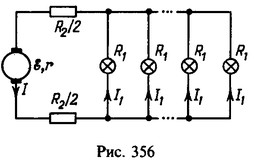 R₂/2
R₁ R₁ R₁ R₁
ℰ,r
I
R₂/2
I₁ I₁ I₁ I₁
Рис. 356